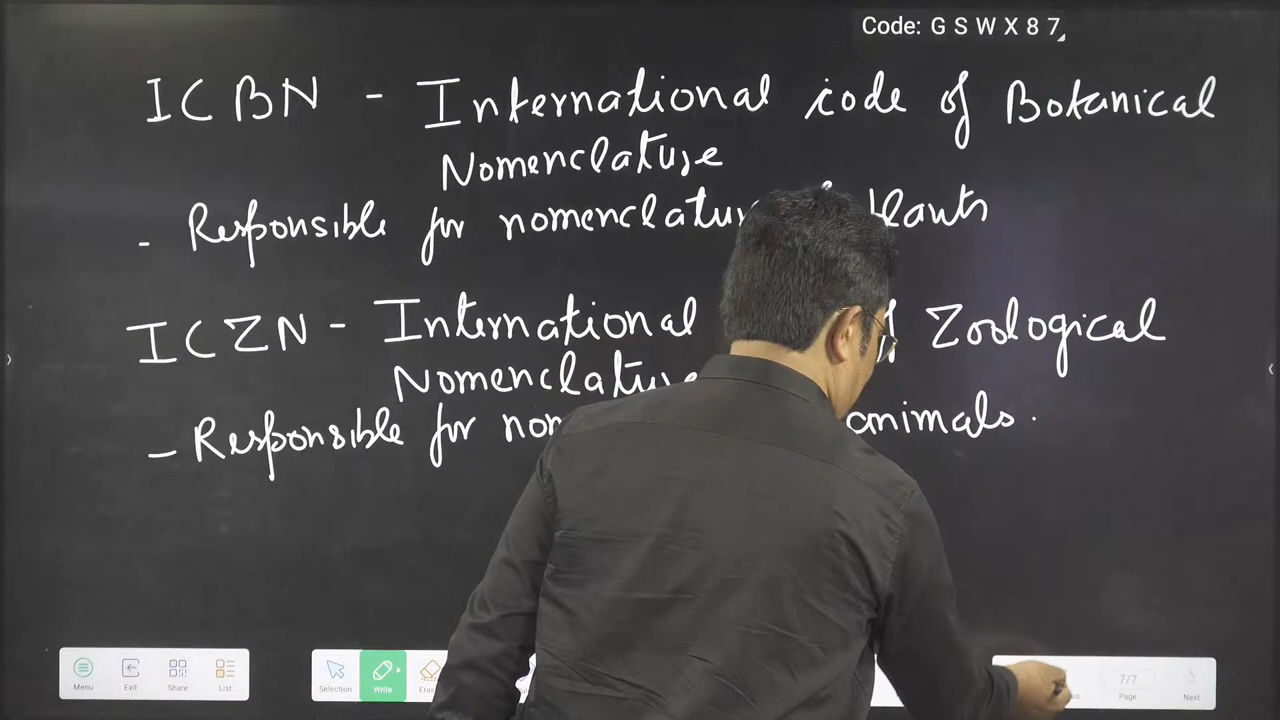 Code: G S W X 8 7
ICBN - International code of Botanical
Nomenclature
- Responsible for nomenclature plants
ICZN - International Zoological
Nomenclature
- Responsible for animals.
Menu
Exit
Share
List
Selection
Write
7/7
Page
Next